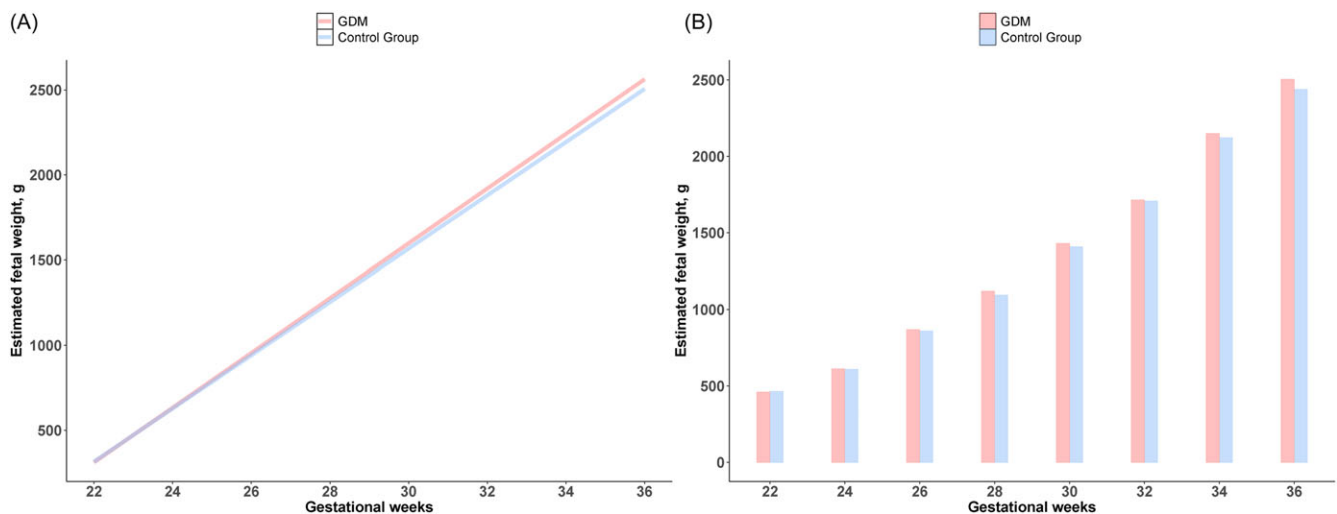 (A)
GDM
Control Group
Estimated fetal weight, g
2500
2000
1500
1000
500
22 24 26 28 30 32 34 36
Gestational weeks
(B)
GDM
Control Group
Estimated fetal weight, g
2500
2000
1500
1000
500
0
22 24 26 28 30 32 34 36
Gestational weeks